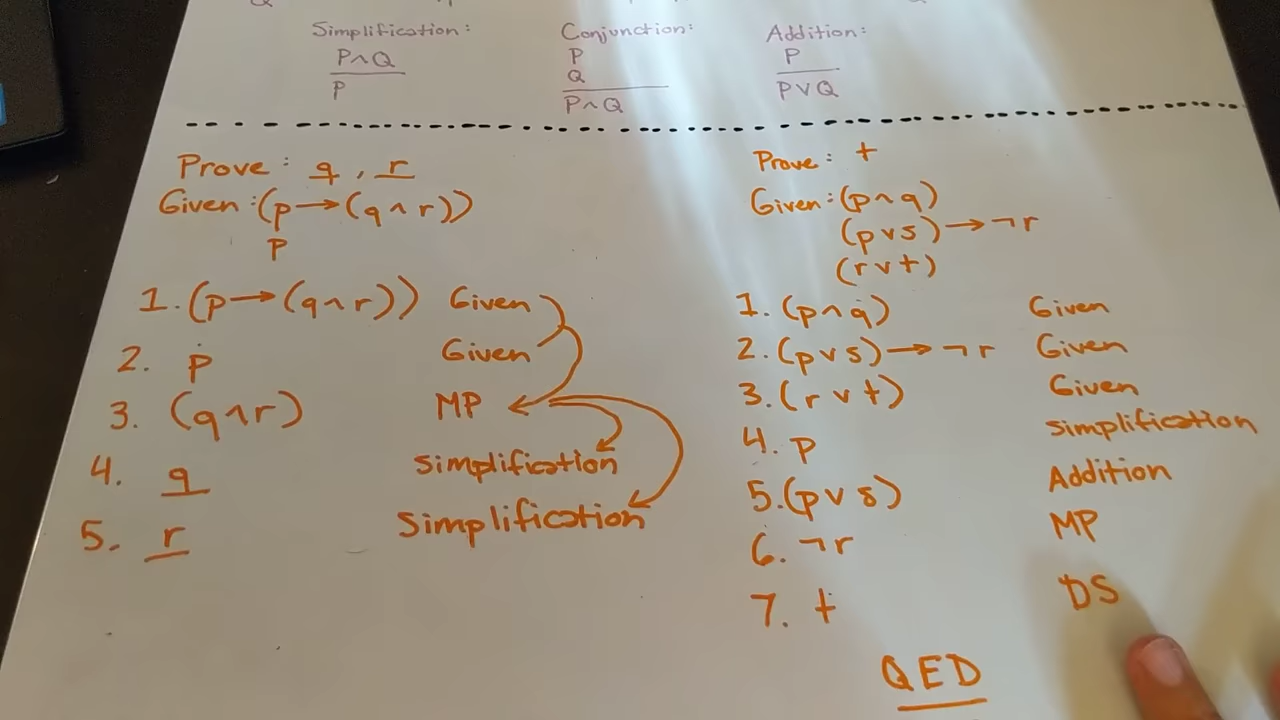 Simplification: Conjunction: Addition:
P∧Q P P
P Q P∨Q
P∧Q
Prove: q, r
Given: (p→(q∧r))
p
1. (p→(q∧r)) Given
2. p Given
3. (q∧r) MP
4. q Simplification
5. r Simplification
Prove: t
Given: (p∧q)
(p∨s)→¬r
(r∨t)
1. (p∧q) Given
2. (p∨s)→¬r Given
3. (r∨t) Given
4. p Simplification
5. (p∨s) Addition
6. ¬r MP
7. t DS
QED